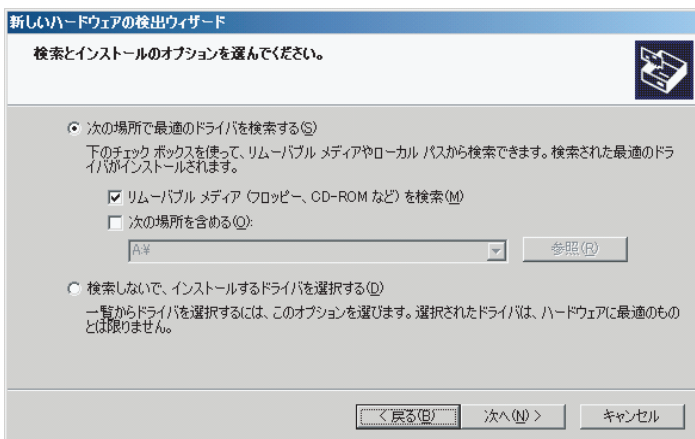 新しいハードウェアの検出ウィザード
検索とインストールのオプションを選んでください。
次の場所で最適のドライバを検索する(S)
下のチェック ボックスを使って、リムーバブル メディアやローカル パスから検索できます。検索された最適のドラ
イバがインストールされます。
リムーバブル メディア (フロッピー、CD-ROM など) を検索(M)
次の場所を含める(O):
A:¥
参照(R)
検索しないで、インストールするドライバを選択する(D)
一覧からドライバを選択するには、このオプションを選びます。選択されたドライバは、ハードウェアに最適のもの
とは限りません。
< 戻る(B)
次へ(N) >
キャンセル